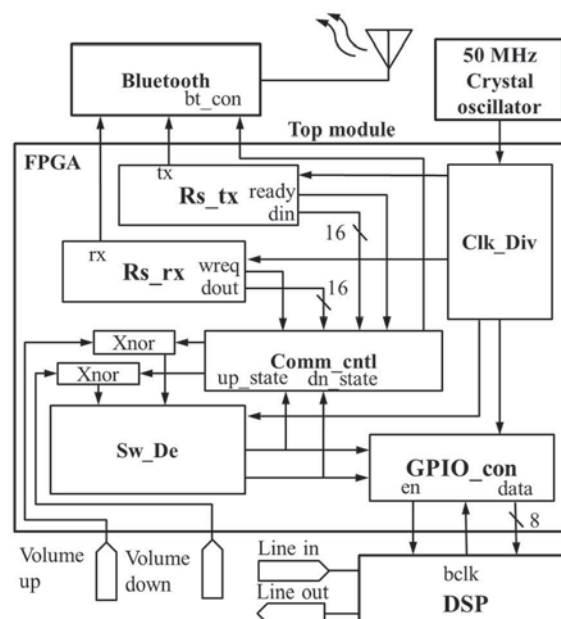 Bluetooth
bt_con
50 MHz
Crystal
oscillator
Top module
FPGA
tx
Rs_tx
ready
din
16
Clk_Div
rx
Rs_rx
wreq
dout
16
Xnor
Xnor
Comm_cntl
up_state
dn_state
Sw_De
GPIO_con
en
data
8
Volume
up
Volume
down
Line in
Line out
bclk
DSP